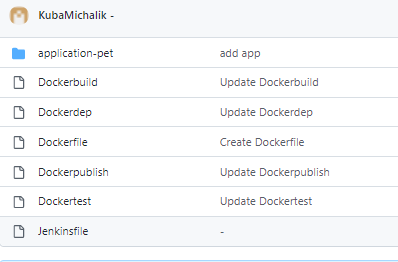 KubaMichalik -
application-pet add app
Dockerbuild Update Dockerbuild
Dockerdep Update Dockerdep
Dockerfile Create Dockerfile
Dockerpublish Update Dockerpublish
Dockertest Update Dockertest
Jenkinsfile -